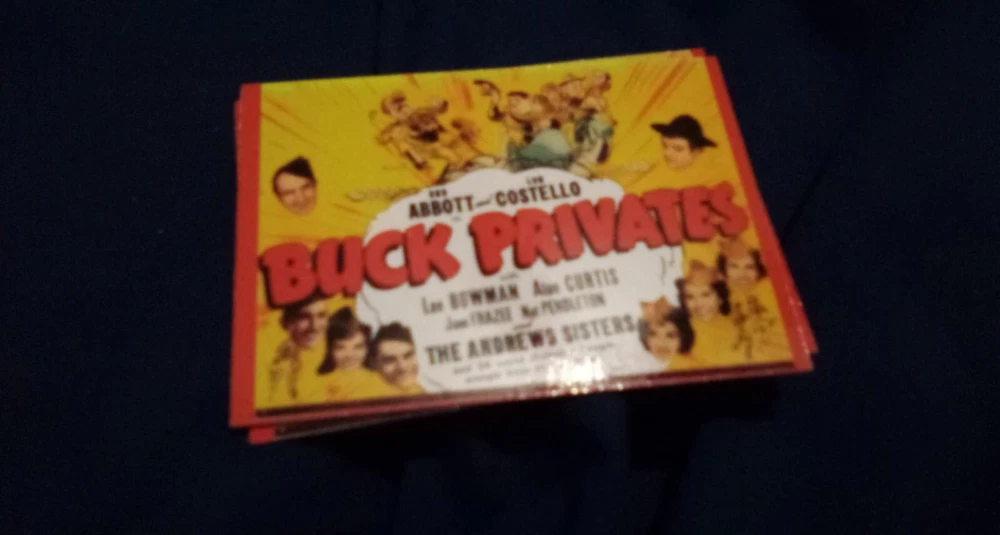 BUD LOU
ABBOTT and COSTELLO
in
BUCK PRIVATES
with
Lee BOWMAN Alan CURTIS
Jane FRAZEE Nat PENDLETON
and
THE ANDREWS SISTERS